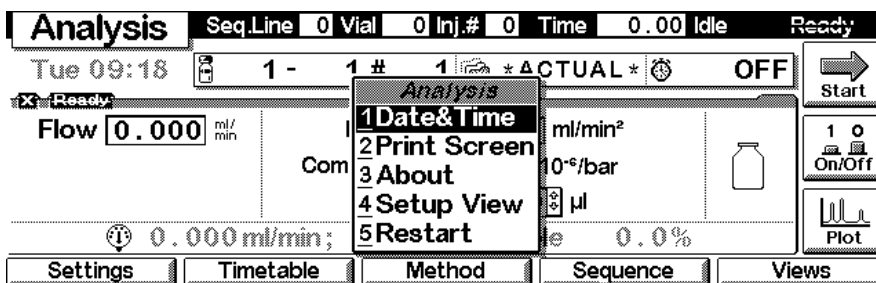 Analysis Seq.Line 0 Vial 0 Inj.# 0 Time 0.00 Idle Ready
Tue 09:18 1 - 1 # 1 *ACTUAL* OFF
Start
X Ready
Analysis
Flow 0.000 ml/min 1 Date&Time ml/min²
1 0
On/Off
2 Print Screen
Com 3 About 10⁻⁶/bar
4 Setup View µl
0.000 ml/min; 5 Restart 0.0%
Plot
Settings Timetable Method Sequence Views